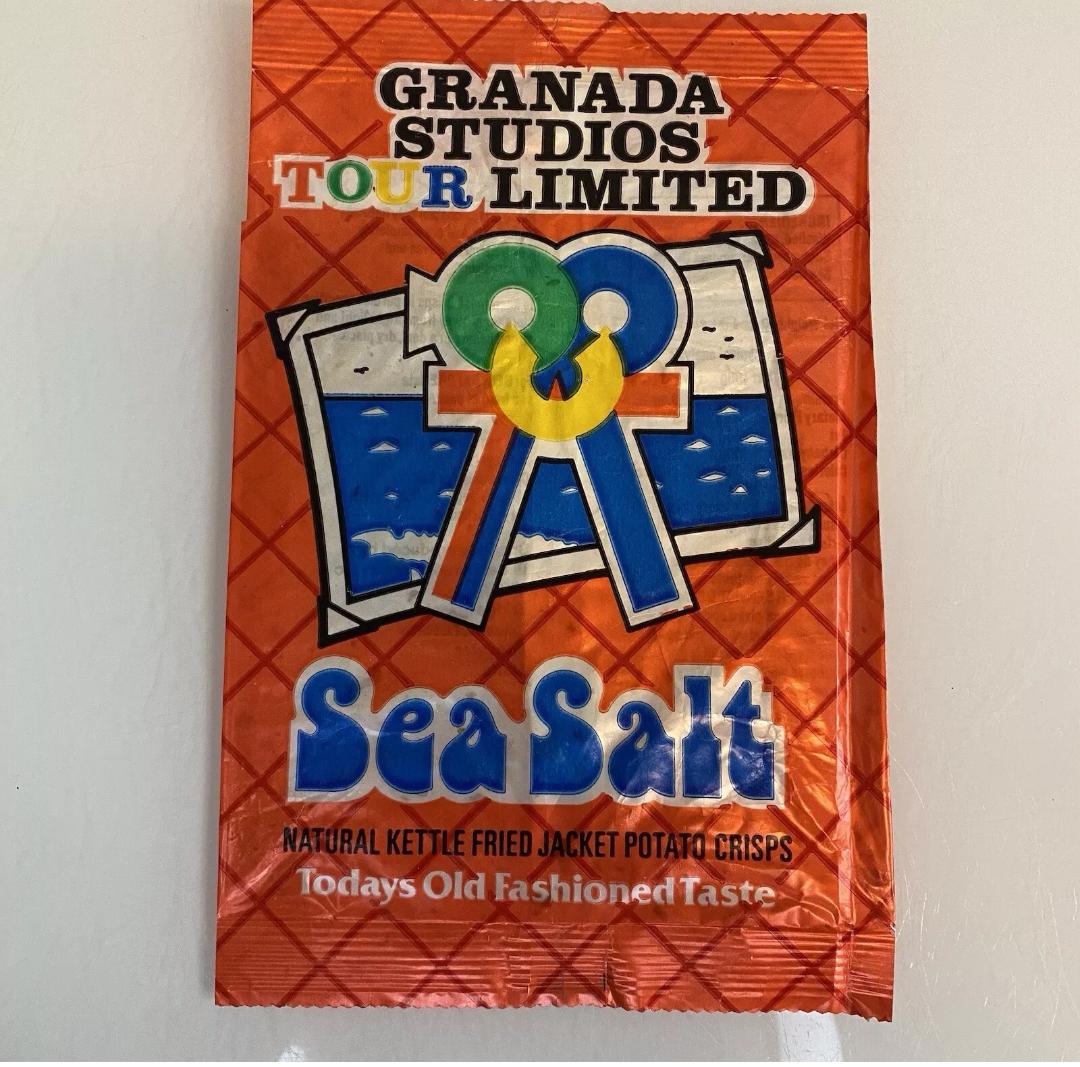 GRANADA
STUDIOS
TOUR LIMITED
Sea Salt
NATURAL KETTLE FRIED JACKET POTATO CRISPS
Todays Old Fashioned Taste